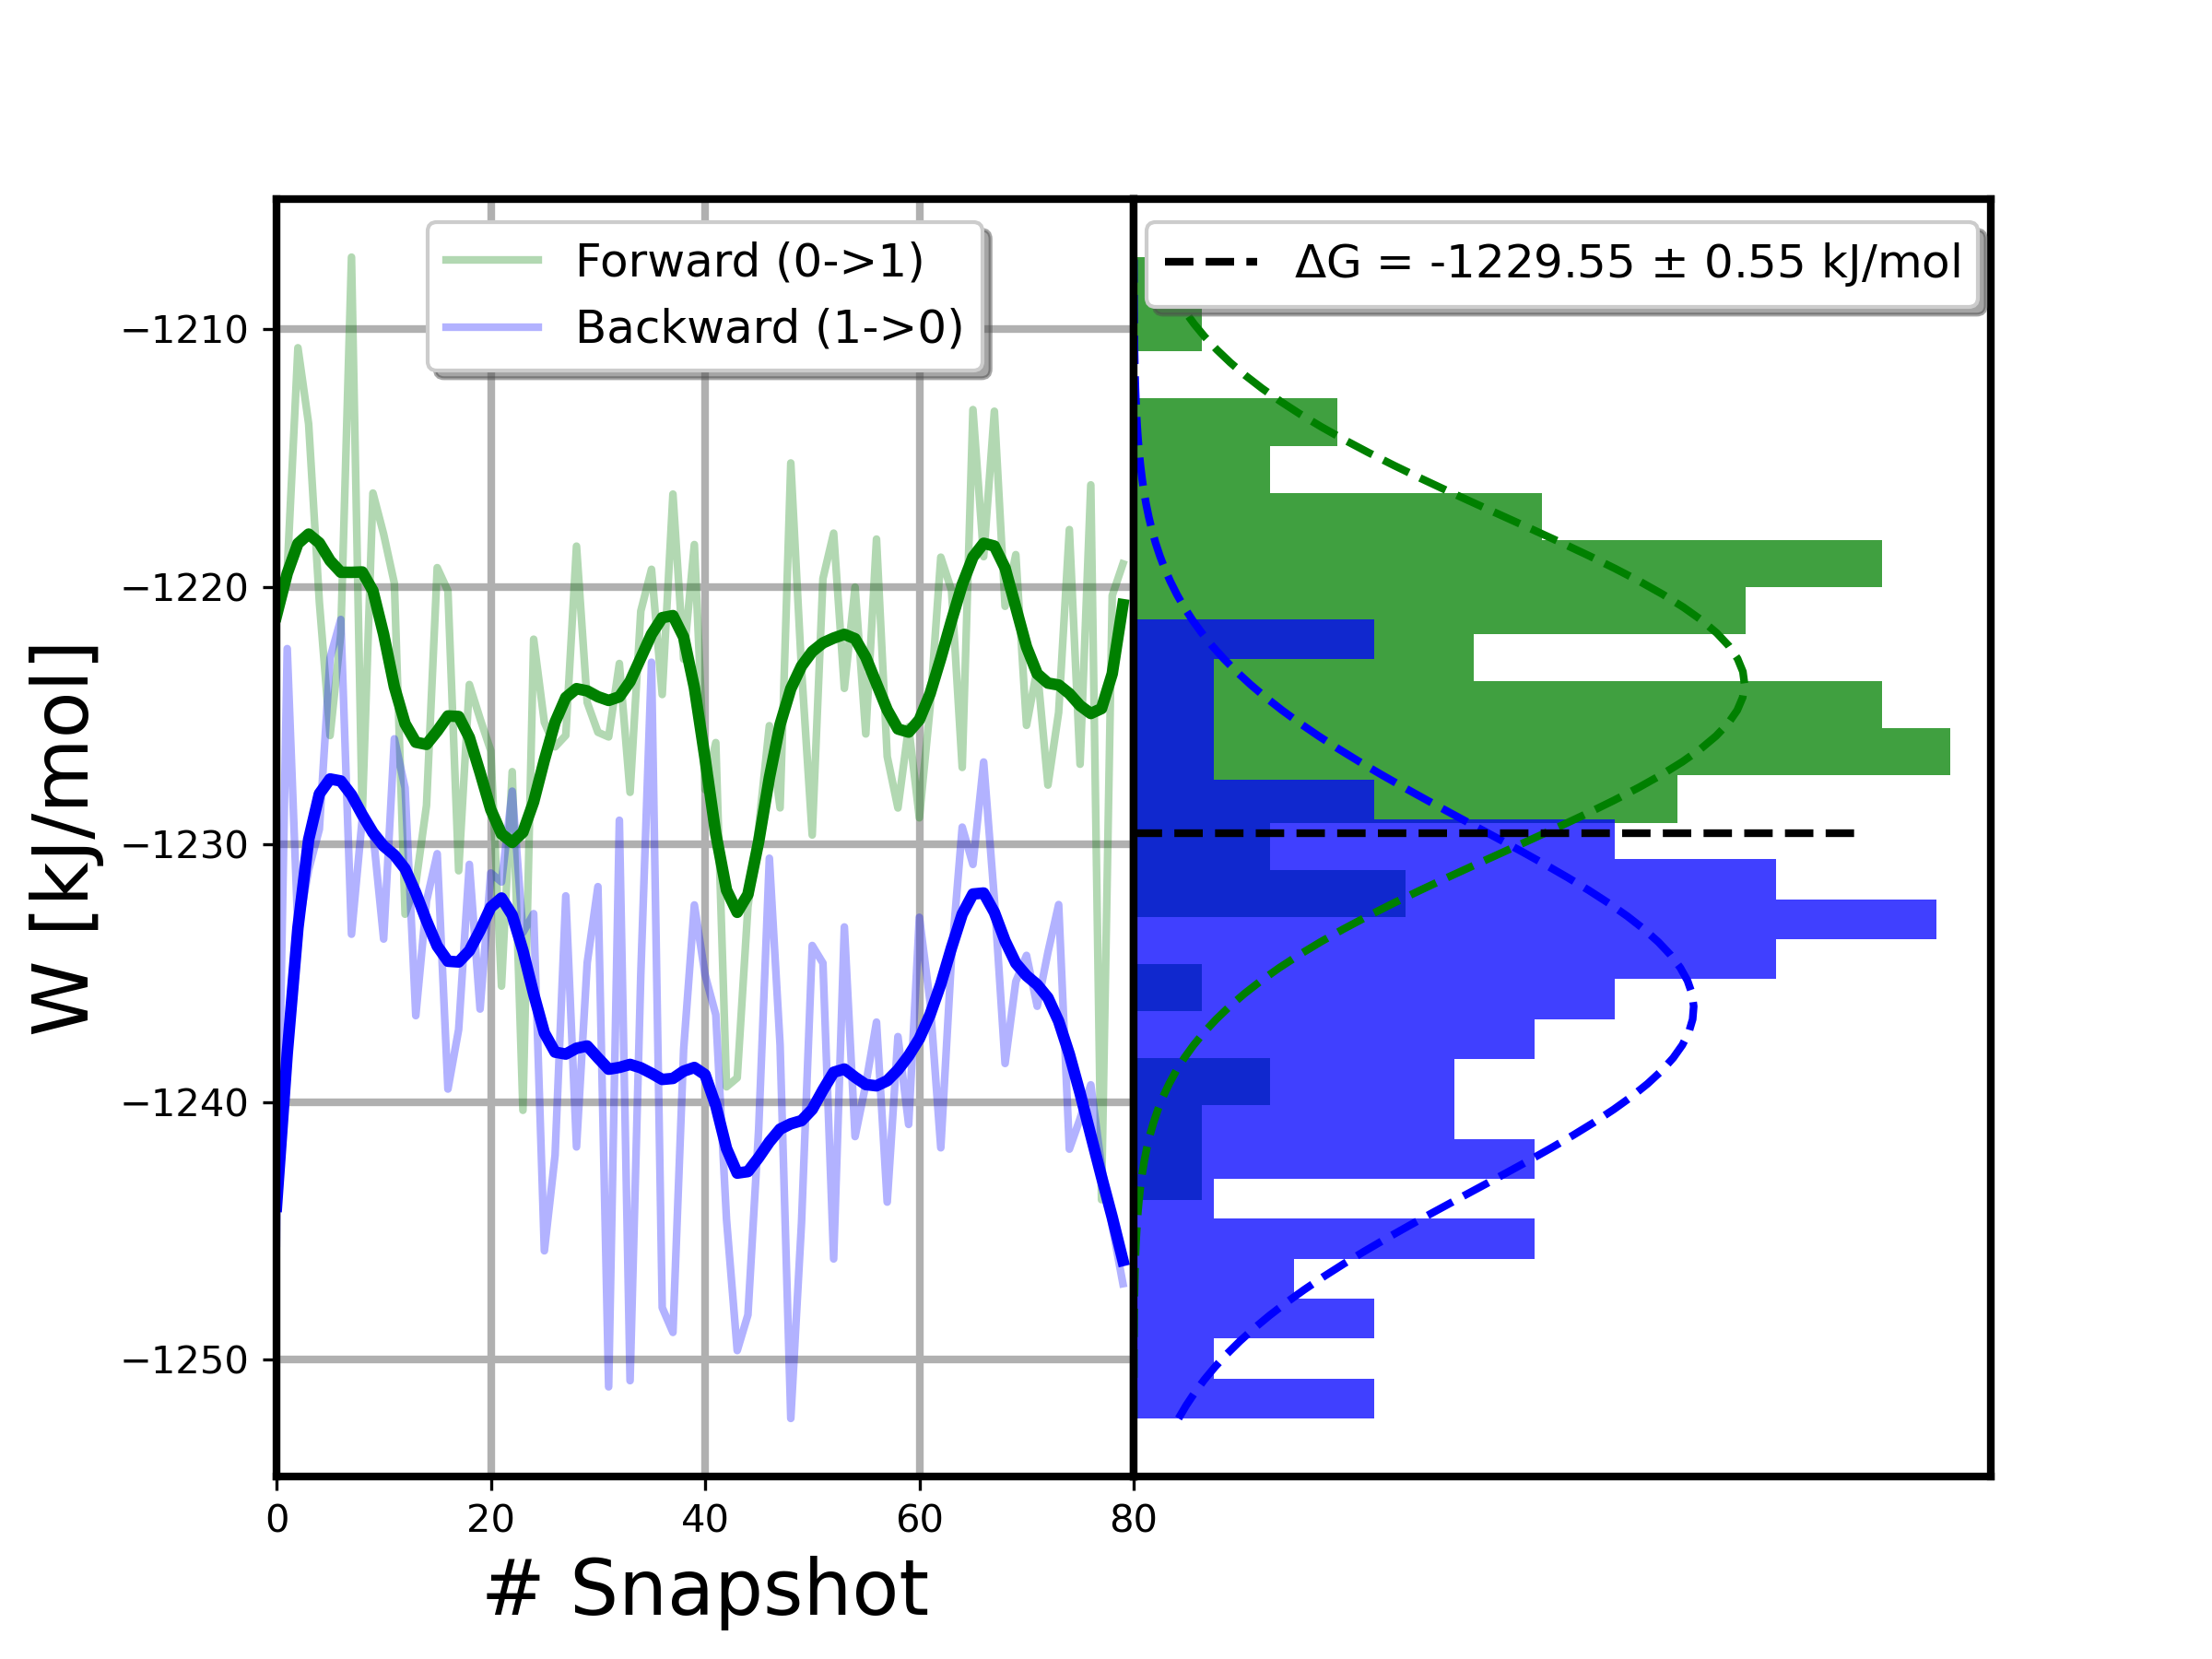 Forward (0->1)
Backward (1->0)
ΔG = -1229.55 ± 0.55 kJ/mol
W [kJ/mol]
−1210
−1220
−1230
−1240
−1250
0 20 40 60 80
# Snapshot